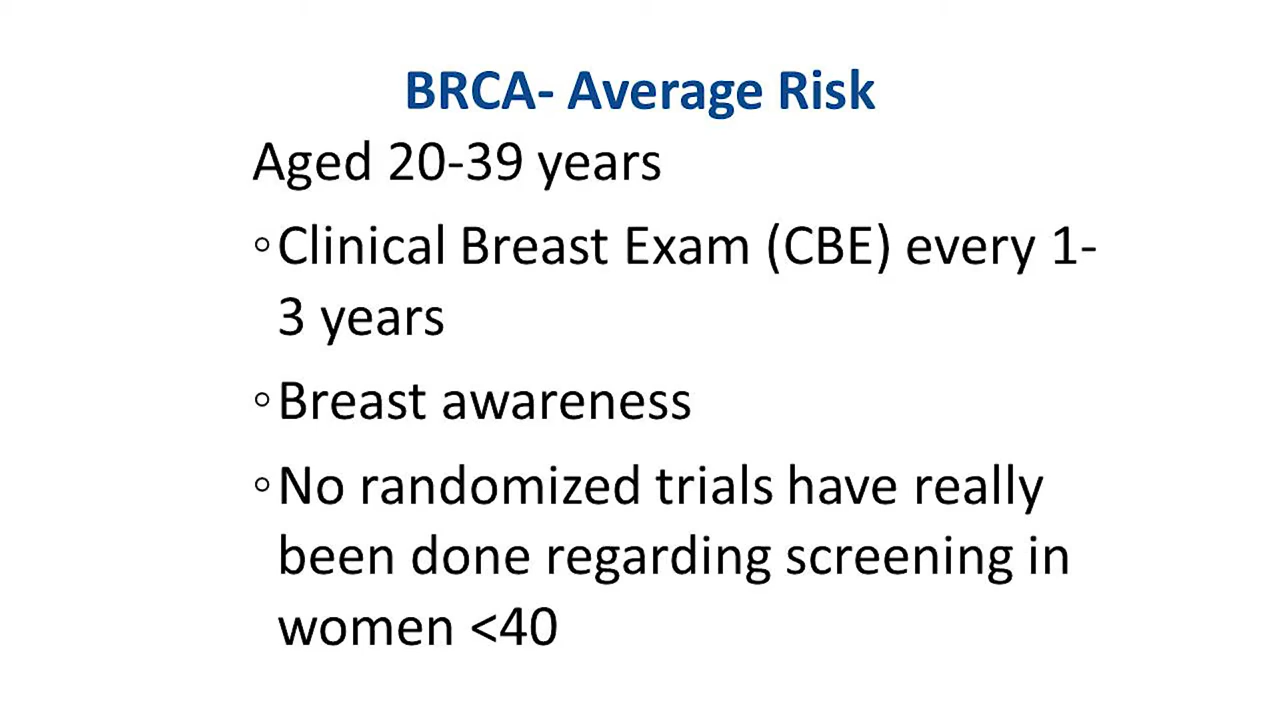 BRCA- Average Risk
Aged 20-39 years
◦Clinical Breast Exam (CBE) every 1-
3 years
◦Breast awareness
◦No randomized trials have really
been done regarding screening in
women <40